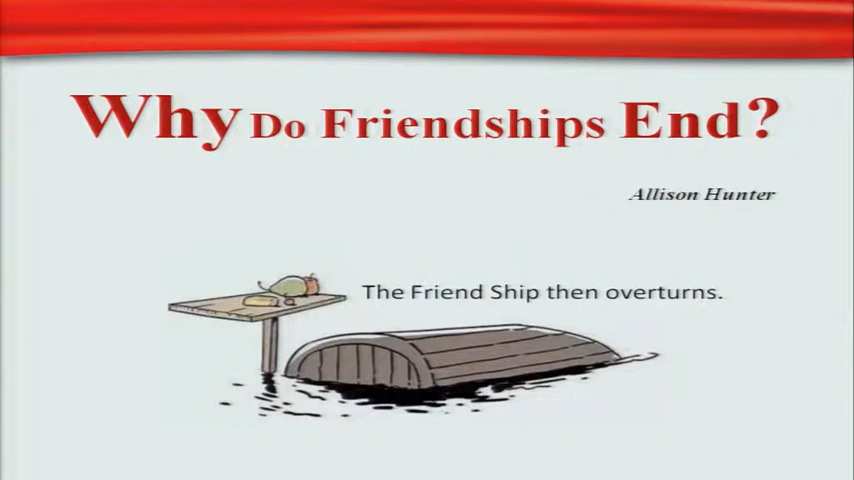 Why Do Friendships End?
Allison Hunter
The Friend Ship then overturns.